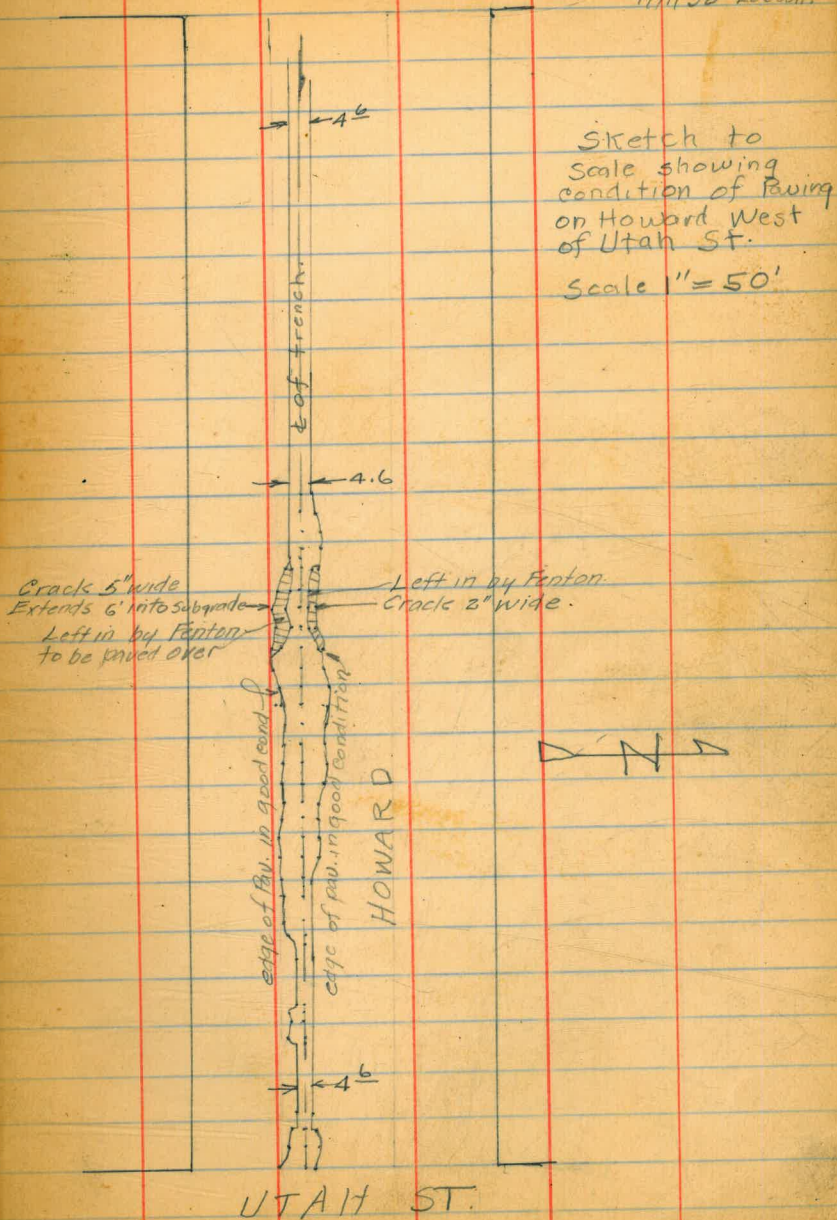 4 6
Sketch to
Scale showing
condition of Paving
on Howard West
of Utah St.
Scale 1" = 50'
℄ of trench.
4.6
Crack 5" wide
Extends 6' into subgrade
Left in by Fenton
to be paved over
Left in by Fenton.
Crack 2" wide.
edge of Pav. in good cond.
edge of pav. in good condition
HOWARD
N
4 6
UTAH ST.